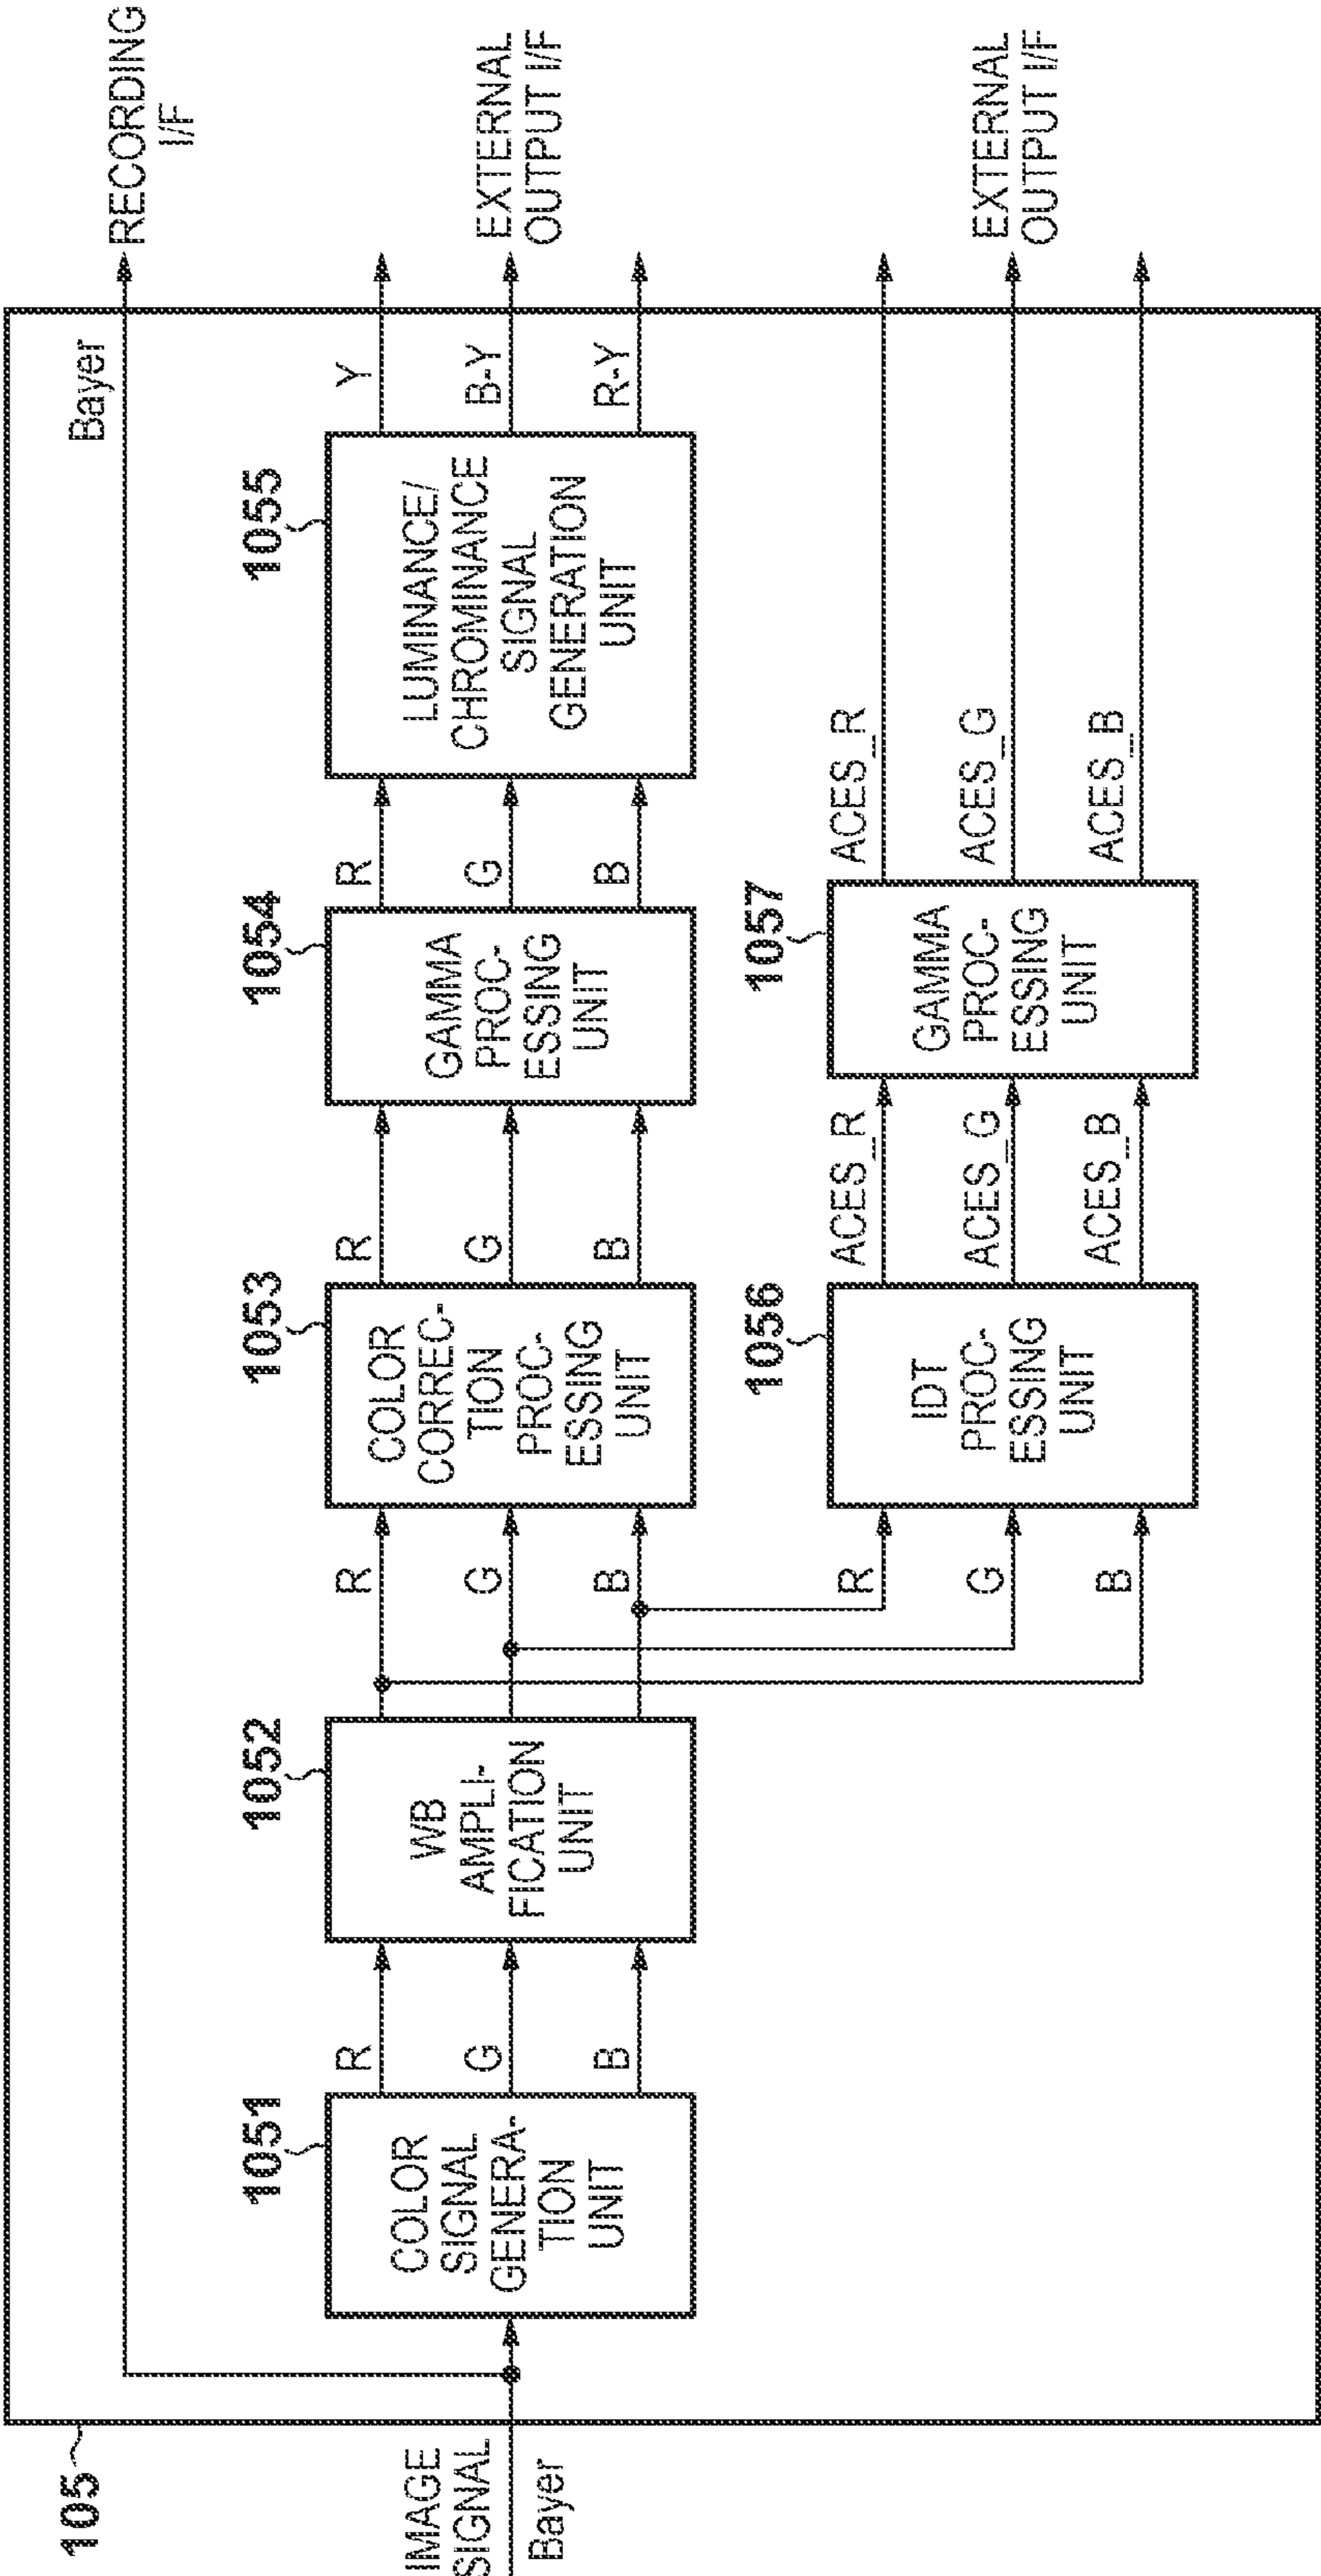 105
IMAGE
SIGNAL
Bayer
Bayer
RECORDING
I/F
1051
COLOR
SIGNAL
GENERA-
TION
UNIT
R
G
B
1052
WB
AMPLI-
FICATION
UNIT
R
G
B
1053
COLOR
CORREC-
TION
PROC-
ESSING
UNIT
R
G
B
1054
GAMMA
PROC-
ESSING
UNIT
R
G
B
1055
LUMINANCE/
CHROMINANCE
SIGNAL
GENERATION
UNIT
Y
B-Y
R-Y
EXTERNAL
OUTPUT I/F
R
G
B
1056
IDT
PROC-
ESSING
UNIT
ACES_R
ACES_G
ACES_B
1057
GAMMA
PROC-
ESSING
UNIT
ACES_R
ACES_G
ACES_B
EXTERNAL
OUTPUT I/F